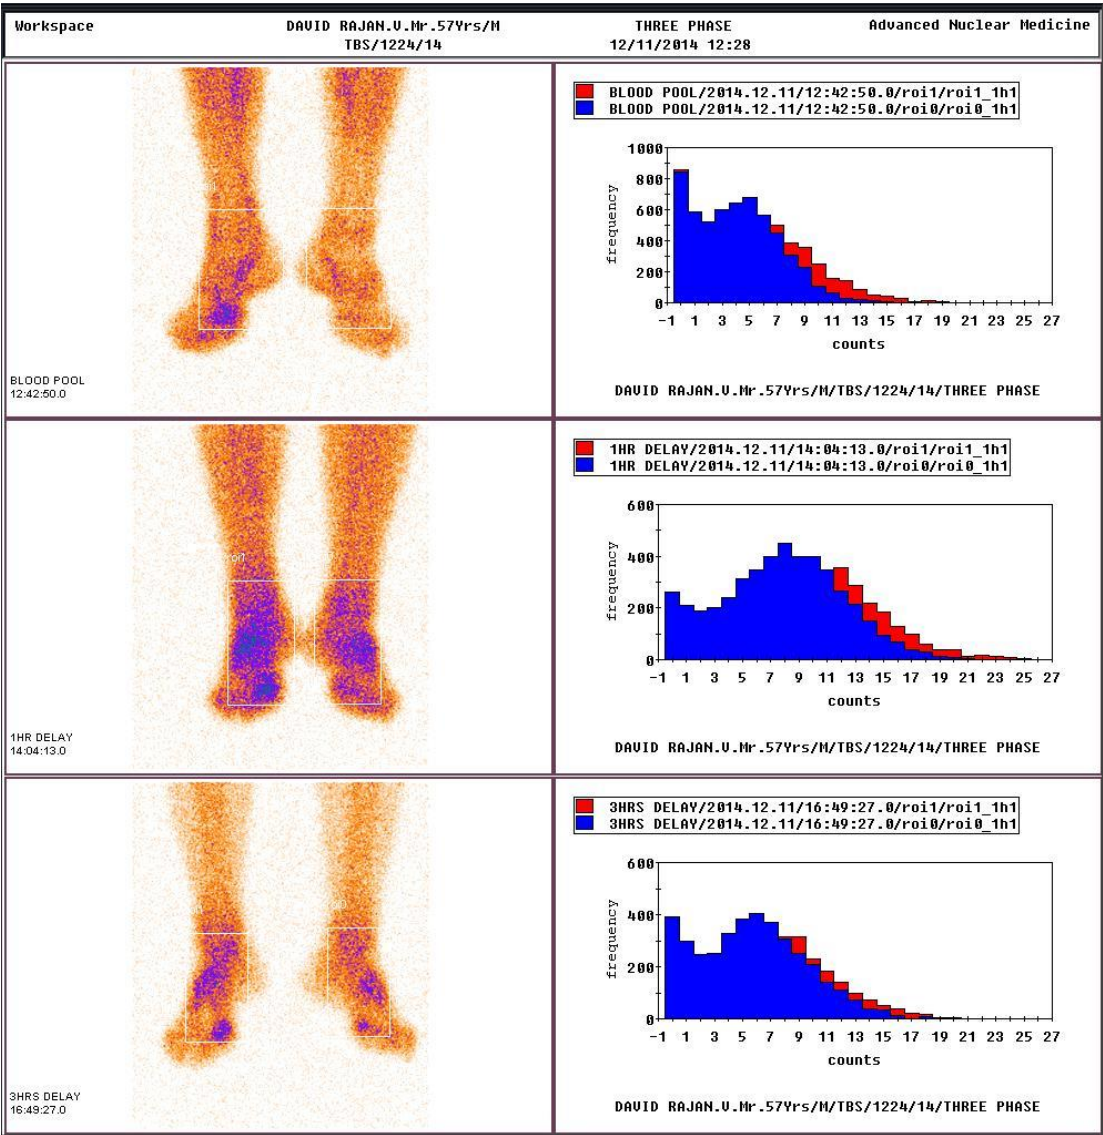 Workspace
DAVID RAJAN.V.Mr.57Yrs/M
TBS/1224/14
THREE PHASE
12/11/2014 12:28
Advanced Nuclear Medicine
BLOOD POOL
12:42:50.0
BLOOD POOL/2014.12.11/12:42:50.0/roi1/roi1_1h1
BLOOD POOL/2014.12.11/12:42:50.0/roi0/roi0_1h1
frequency
1000
800
600
400
200
0
-1 1 3 5 7 9 11 13 15 17 19 21 23 25 27
counts
DAVID RAJAN.V.Mr.57Yrs/M/TBS/1224/14/THREE PHASE
roi1
1HR DELAY
14:04:13.0
1HR DELAY/2014.12.11/14:04:13.0/roi1/roi1_1h1
1HR DELAY/2014.12.11/14:04:13.0/roi0/roi0_1h1
frequency
600
400
200
0
-1 1 3 5 7 9 11 13 15 17 19 21 23 25 27
counts
DAVID RAJAN.V.Mr.57Yrs/M/TBS/1224/14/THREE PHASE
3HRS DELAY
16:49:27.0
3HRS DELAY/2014.12.11/16:49:27.0/roi1/roi1_1h1
3HRS DELAY/2014.12.11/16:49:27.0/roi0/roi0_1h1
frequency
600
400
200
0
-1 1 3 5 7 9 11 13 15 17 19 21 23 25 27
counts
DAVID RAJAN.V.Mr.57Yrs/M/TBS/1224/14/THREE PHASE